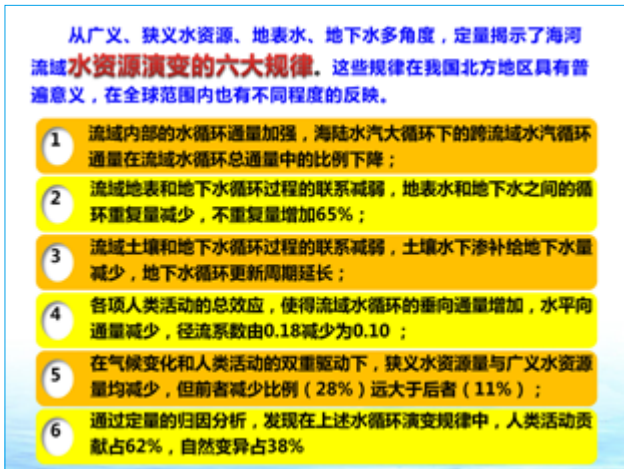 从广义、狭义水资源、地表水、地下水多角度，定量揭示了海河
流域水资源演变的六大规律。这些规律在我国北方地区具有普
遍意义，在全球范围内也有不同程度的反映。
1
流域内部的水循环通量加强，海陆水汽大循环下的跨流域水汽循环
通量在流域水循环总通量中的比例下降；
2
流域地表和地下水循环过程的联系减弱，地表水和地下水之间的循
环重复量减少，不重复量增加65%；
3
流域土壤和地下水循环过程的联系减弱，土壤水下渗补给地下水量
减少，地下水循环更新周期延长；
4
各项人类活动的总效应，使得流域水循环的垂向通量增加，水平向
通量减少，径流系数由0.18减少为0.10 ；
5
在气候变化和人类活动的双重驱动下，狭义水资源量与广义水资源
量均减少，但前者减少比例（28%）远大于后者（11%）；
6
通过定量的归因分析，发现在上述水循环演变规律中，人类活动贡
献占62%，自然变异占38%